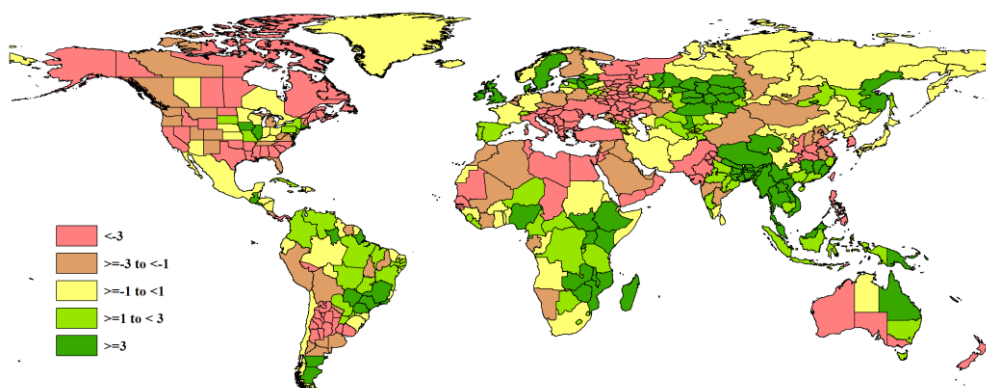 <-3
>=-3 to <-1
>=-1 to <1
>=1 to < 3
>=3